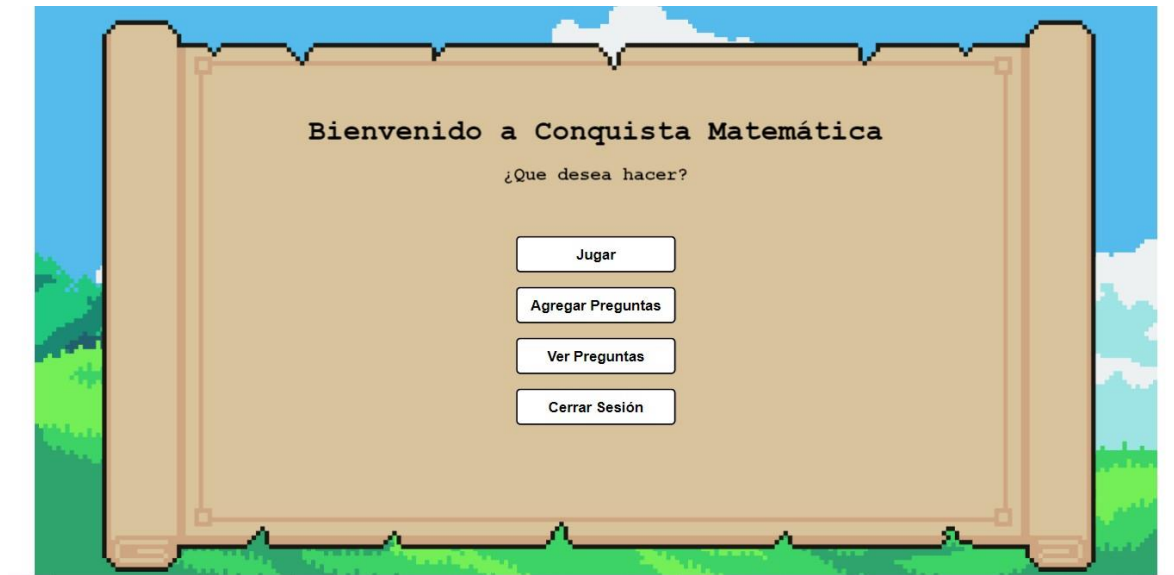 Bienvenido a Conquista Matemática
¿Que desea hacer?
Jugar
Agregar Preguntas
Ver Preguntas
Cerrar Sesión